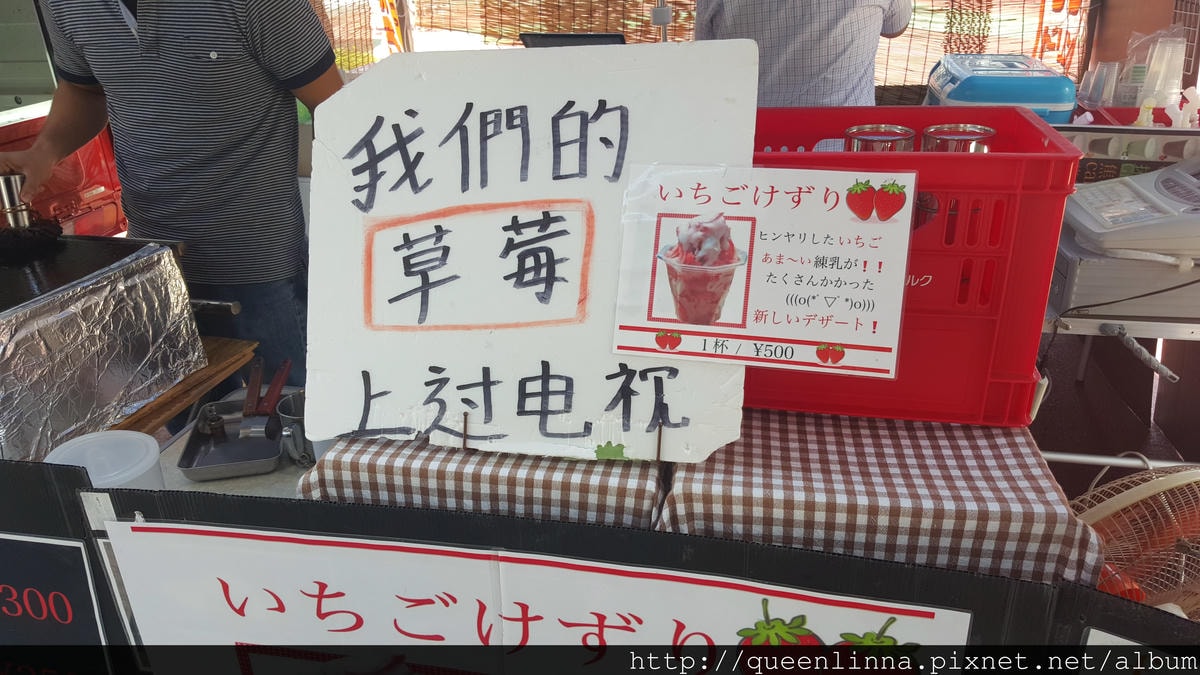 我們的
草莓
上过电视
いちごけずり
ヒンヤリしたいちご
あま〜い練乳が！！
たくさんかかった
(((o(*ﾟ▽ﾟ*)o)))
新しいデザート！
1杯 / ¥500
ルク
300
いちごけずり
http://queenlinna.pixnet.net/album